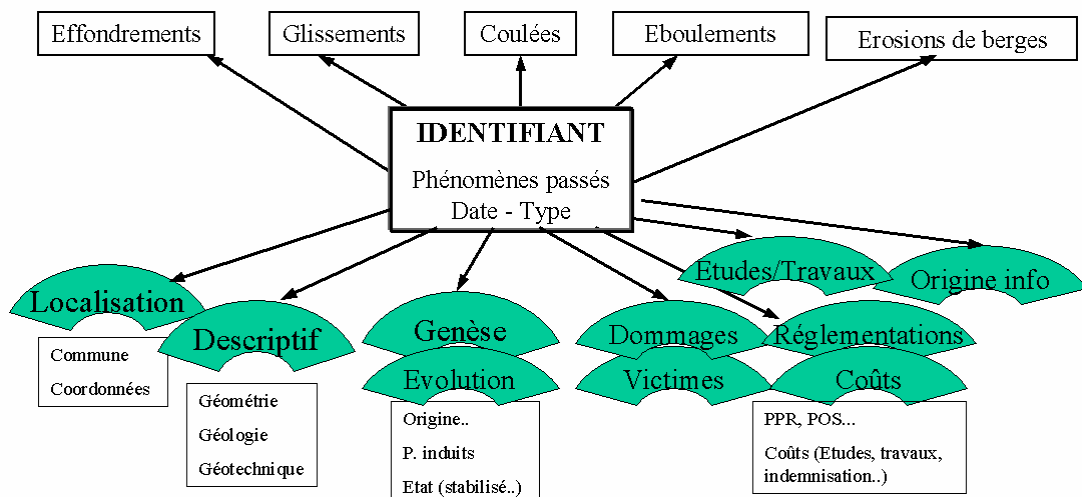 Effondrements
Glissements
Coulées
Eboulements
Erosions de berges
IDENTIFIANT
Phénomènes passés
Date - Type
Etudes/Travaux
Origine info
Localisation
Descriptif
Genèse
Dommages
Réglementations
Evolution
Victimes
Coûts
Commune
Coordonnées
Géométrie
Géologie
Géotechnique
Origine..
P. induits
Etat (stabilisé..)
PPR, POS...
Coûts (Etudes, travaux,
indemnisation..)